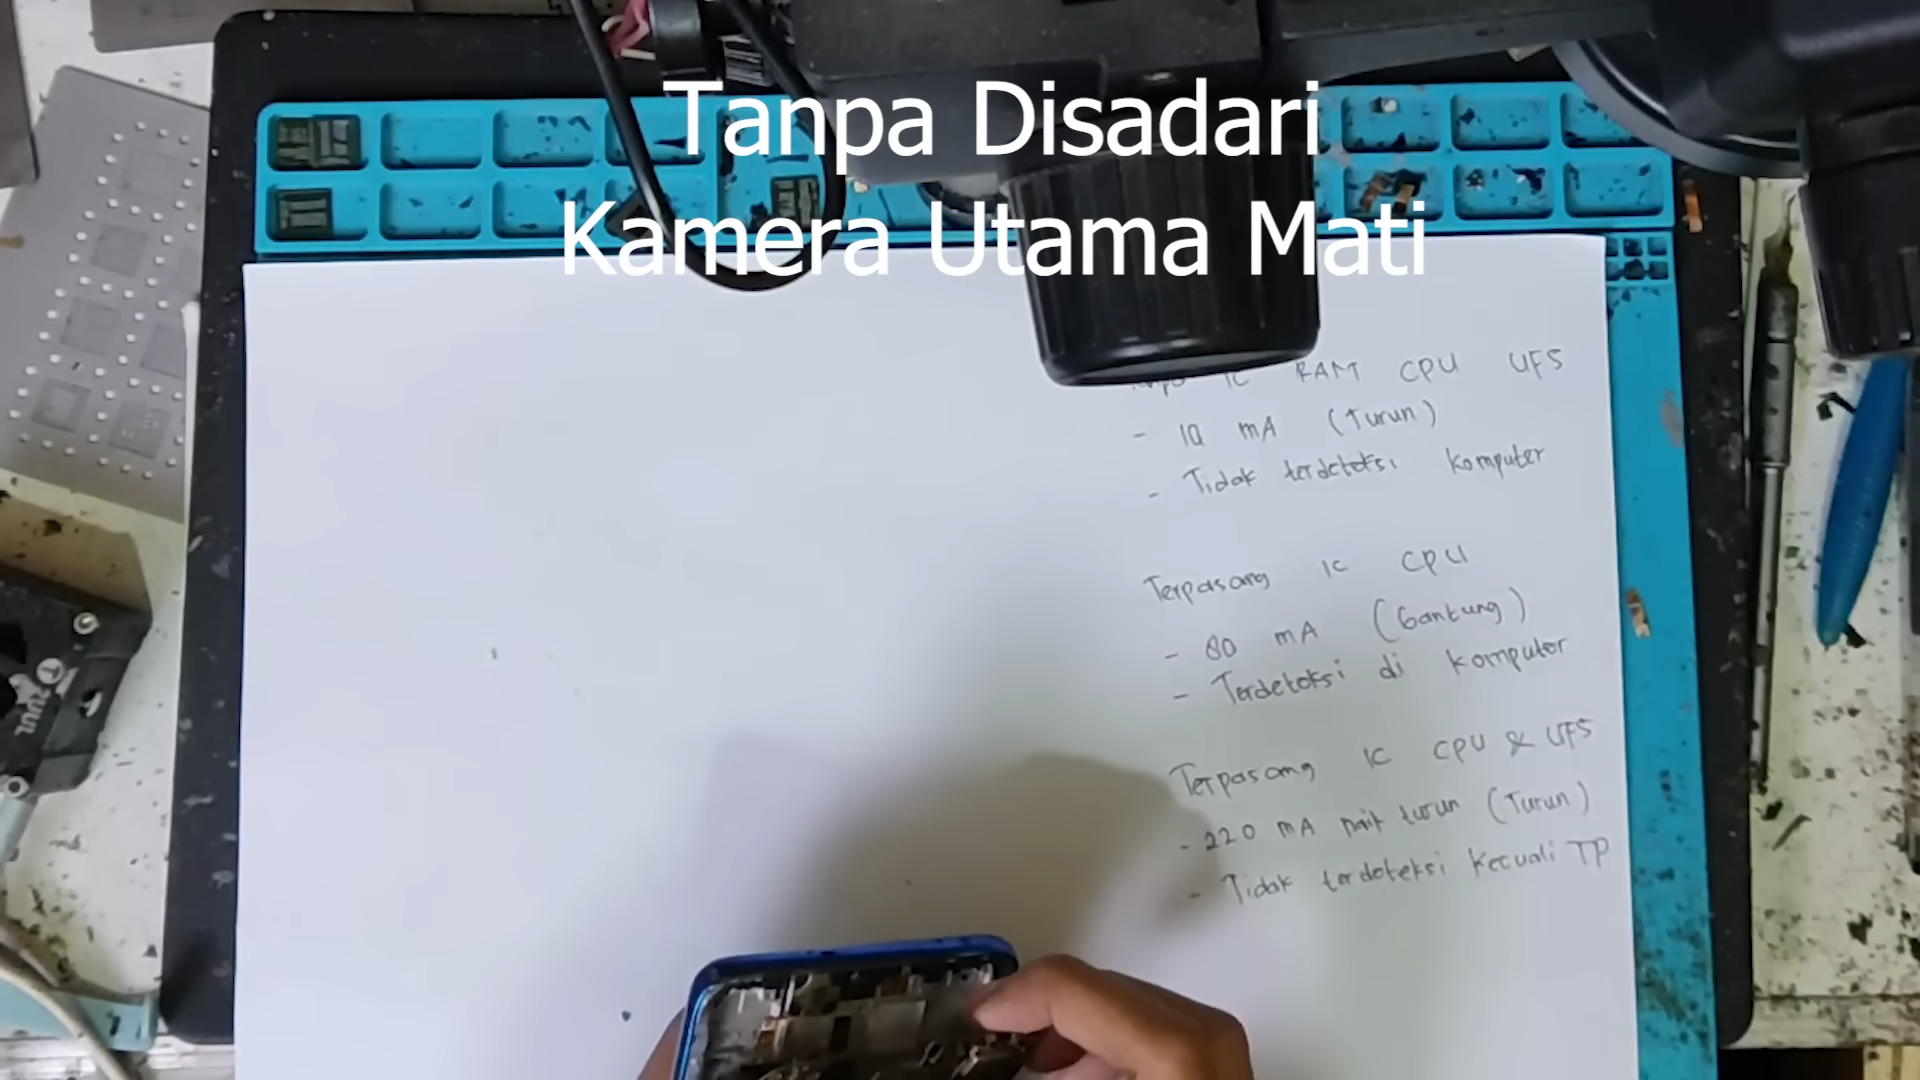 Tanpa Disadari
Kamera Utama Mati
IC RAM CPU UFS
- 10 mA (Turun)
- Tidak terdeteksi komputer
Terpasang IC CPU
- 80 mA (Gantung)
- Terdeteksi di komputer
Terpasang IC CPU & UFS
- 220 mA naik turun (Turun)
- Tidak terdeteksi kecuali TP